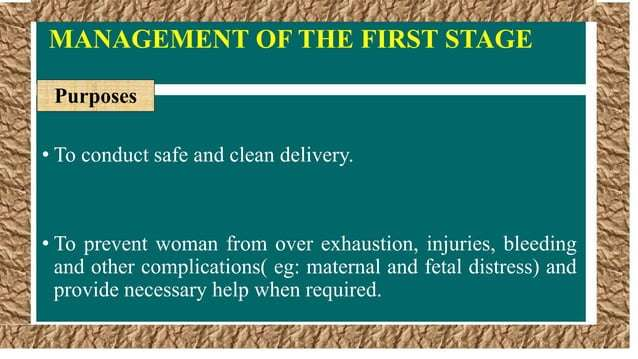 MANAGEMENT OF THE FIRST STAGE
Purposes
• To conduct safe and clean delivery.
• To prevent woman from over exhaustion, injuries, bleeding
and other complications( eg: maternal and fetal distress) and
provide necessary help when required.